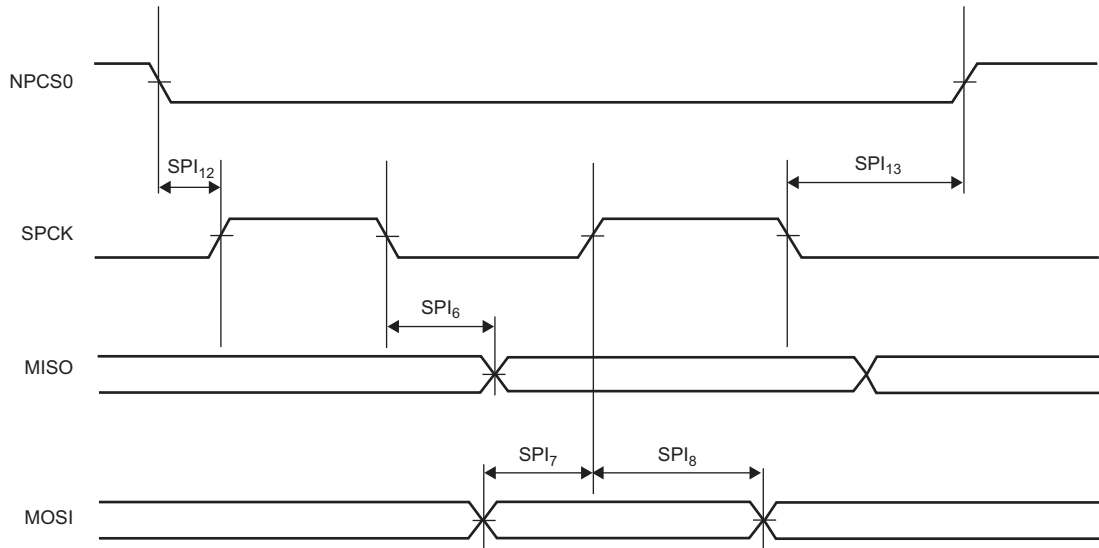 NPCS0
SPI₁₂
SPI₁₃
SPCK
SPI₆
MISO
SPI₇
SPI₈
MOSI